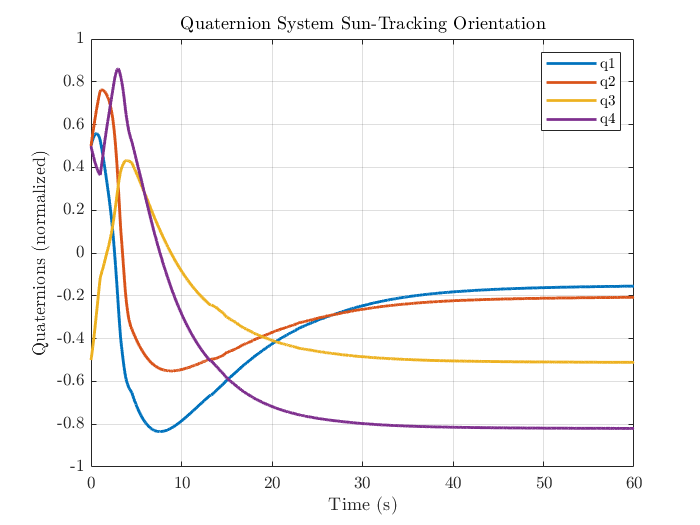 Quaternion System Sun-Tracking Orientation
1
0.8
0.6
0.4
0.2
0
-0.2
-0.4
-0.6
-0.8
-1
Quaternions (normalized)
q1
q2
q3
q4
0 10 20 30 40 50 60
Time (s)